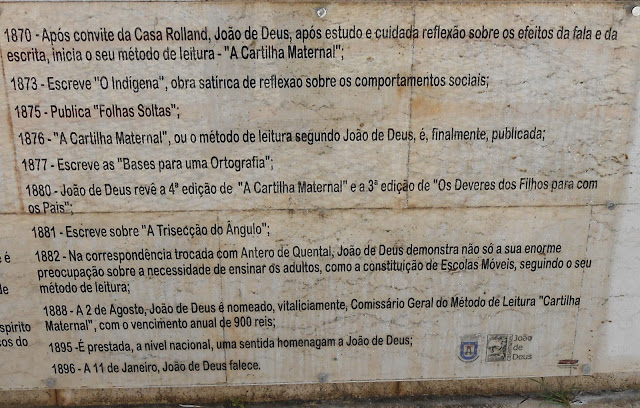 1870 - Após convite da Casa Rolland, João de Deus, após estudo e cuidada reflexão sobre os efeitos da fala e da
escrita, inicia o seu método de leitura - "A Cartilha Maternal";
1873 - Escreve "O Indígena", obra satírica de reflexão sobre os comportamentos sociais;
1875 - Publica "Folhas Soltas";
1876 - "A Cartilha Maternal", ou o método de leitura segundo João de Deus, é, finalmente, publicada;
1877 - Escreve as "Bases para uma Ortografia";
1880 - João de Deus revê a 4ª edição de "A Cartilha Maternal" e a 3ª edição de "Os Deveres dos Filhos para com
os Pais";
1881 - Escreve sobre "A Trisecção do Ângulo";
1882 - Na correspondência trocada com Antero de Quental, João de Deus demonstra não só a sua enorme
é preocupação sobre a necessidade de ensinar os adultos, como a constituição de Escolas Móveis, seguindo o seu
de método de leitura;
1888 - A 2 de Agosto, João de Deus é nomeado, vitaliciamente, Comissário Geral do Método de Leitura "Cartilha
spirito Maternal", com o vencimento anual de 900 reis;
os do 1895 - É prestada, a nivel nacional, uma sentida homenagam a João de Deus;
1896 - A 11 de Janeiro, João de Deus falece.
João
de
Deus